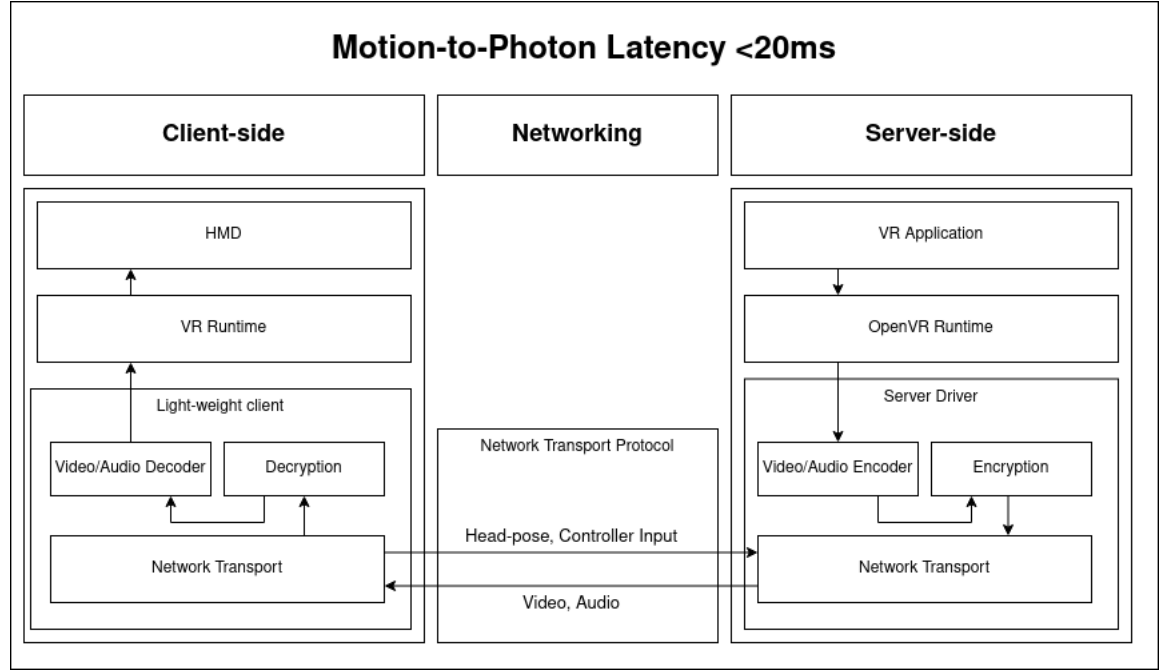 Motion-to-Photon Latency <20ms
Client-side
Networking
Server-side
HMD
VR Application
VR Runtime
OpenVR Runtime
Light-weight client
Server Driver
Network Transport Protocol
Video/Audio Decoder
Decryption
Video/Audio Encoder
Encryption
Head-pose, Controller Input
Network Transport
Network Transport
Video, Audio